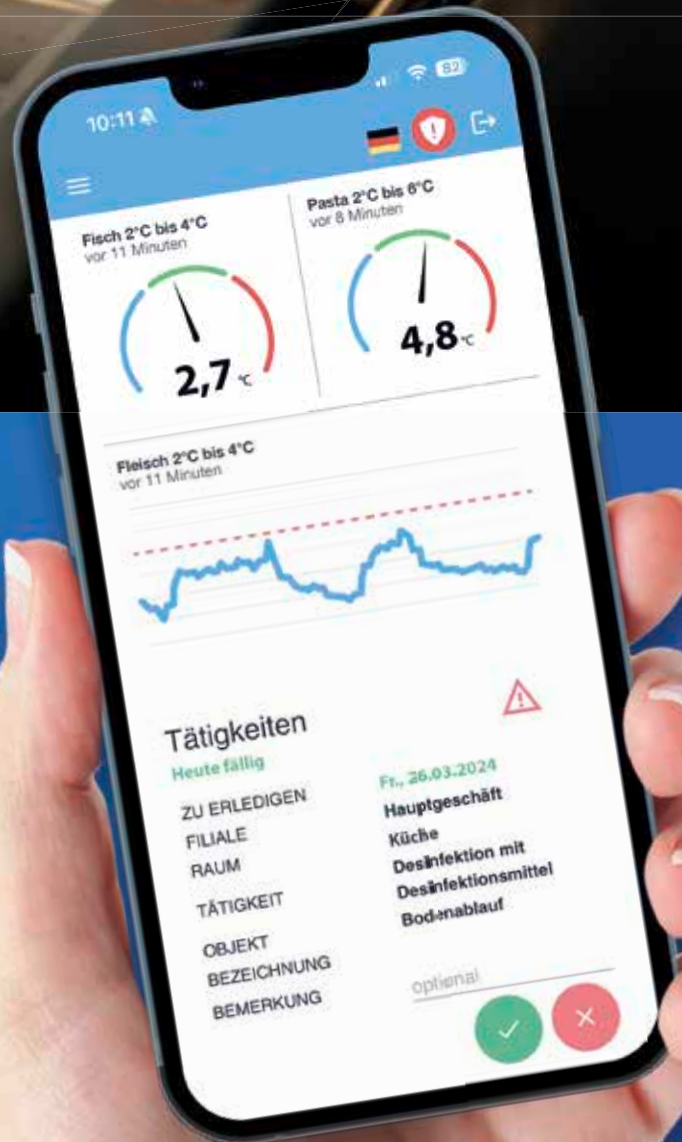 10:11
82
Fisch 2°C bis 4°C
vor 11 Minuten
2,7 °C
Pasta 2°C bis 6°C
vor 8 Minuten
4,8 °C
Fleisch 2°C bis 4°C
vor 11 Minuten
Tätigkeiten
Heute fällig
ZU ERLEDIGEN Fr., 26.03.2024
FILIALE Hauptgeschäft
RAUM Küche
TÄTIGKEIT Desinfektion mit
Desinfektionsmittel
OBJEKT Bodenablauf
BEZEICHNUNG
BEMERKUNG optional